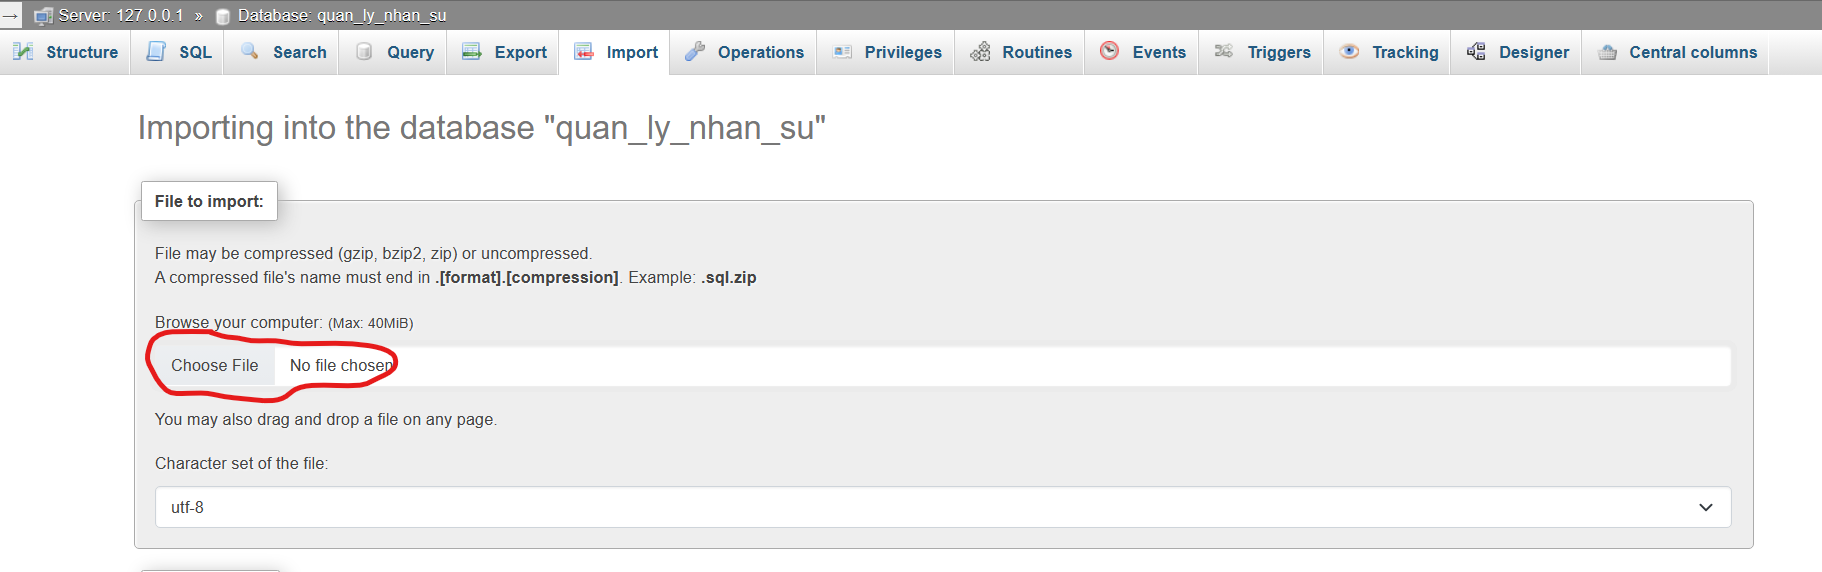 Server: 127.0.0.1 » Database: quan_ly_nhan_su
Structure SQL Search Query Export Import Operations Privileges Routines Events Triggers Tracking Designer Central columns
Importing into the database "quan_ly_nhan_su"
File to import:
File may be compressed (gzip, bzip2, zip) or uncompressed.
A compressed file's name must end in .[format].[compression]. Example: .sql.zip
Browse your computer: (Max: 40MiB)
Choose File No file chosen
You may also drag and drop a file on any page.
Character set of the file:
utf-8